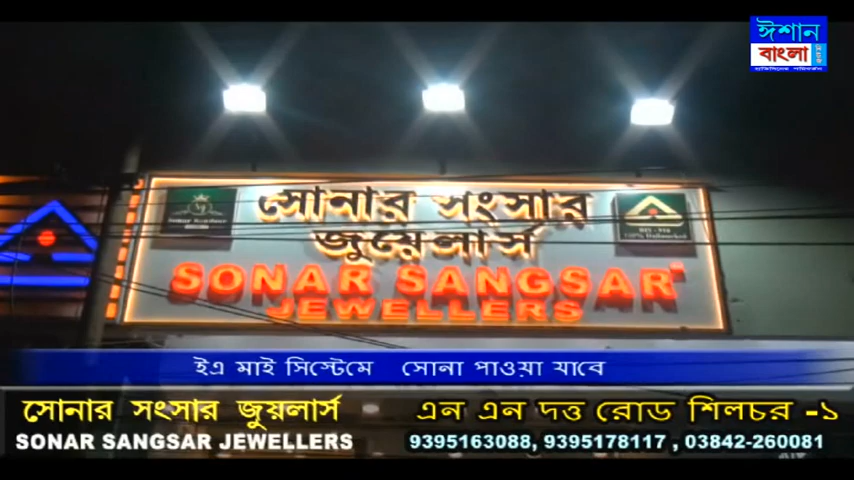 ঈশান
বাংলা
সোনার সংসার
জুয়েলার্স
SONAR SANGSAR
JEWELLERS
ইএ মাই সিস্টেমে সোনা পাওয়া যাবে
সোনার সংসার জুয়লার্স
SONAR SANGSAR JEWELLERS
এন এন দত্ত রোড শিলচর -১
9395163088, 9395178117 , 03842-260081